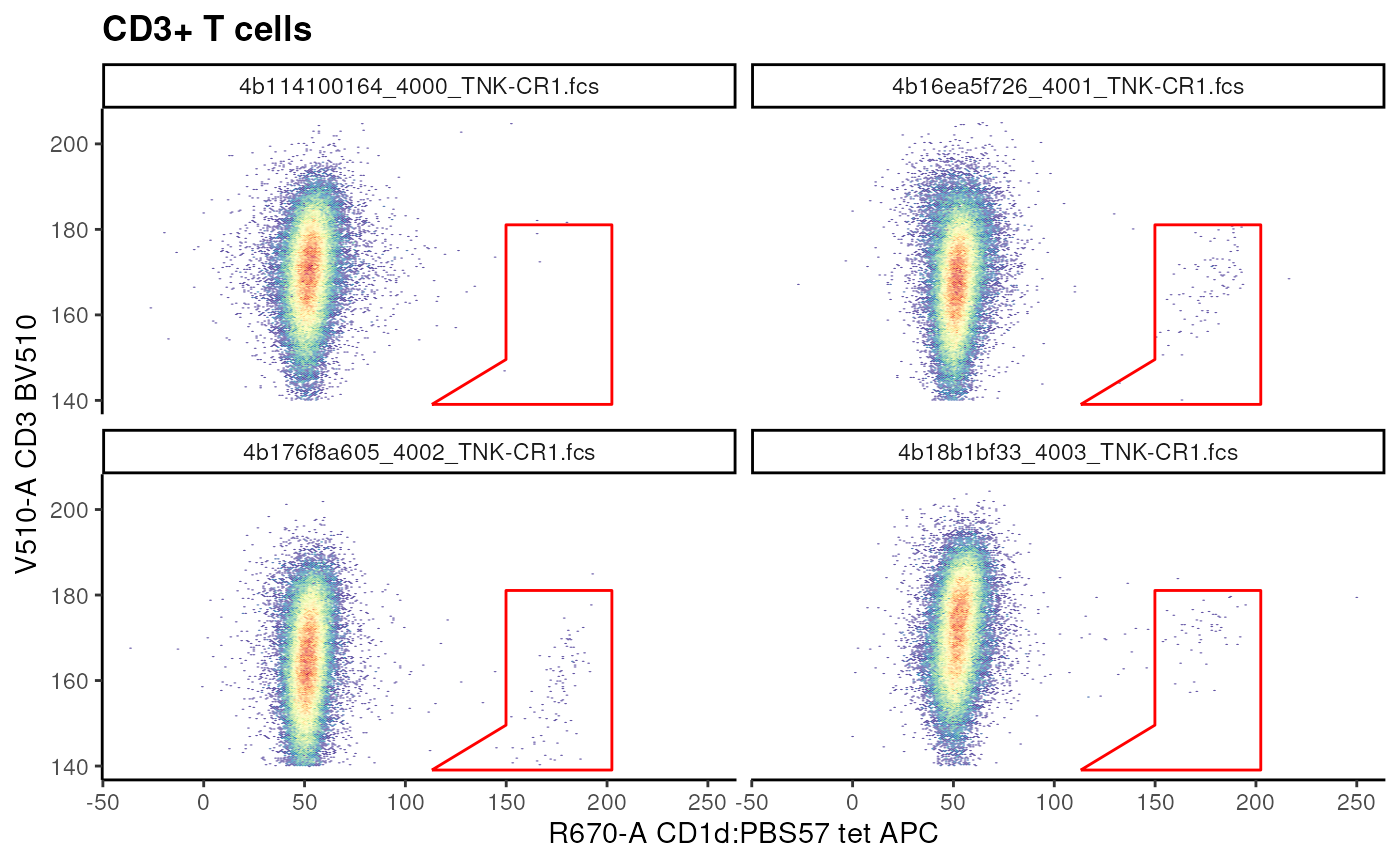 CD3+ T cells
4b114100164_4000_TNK-CR1.fcs
4b16ea5f726_4001_TNK-CR1.fcs
200
180
160
140
4b176f8a605_4002_TNK-CR1.fcs
4b18b1bf33_4003_TNK-CR1.fcs
200
180
160
140
V510-A CD3 BV510
-50 0 50 100 150 200 250
-50 0 50 100 150 200 250
R670-A CD1d:PBS57 tet APC